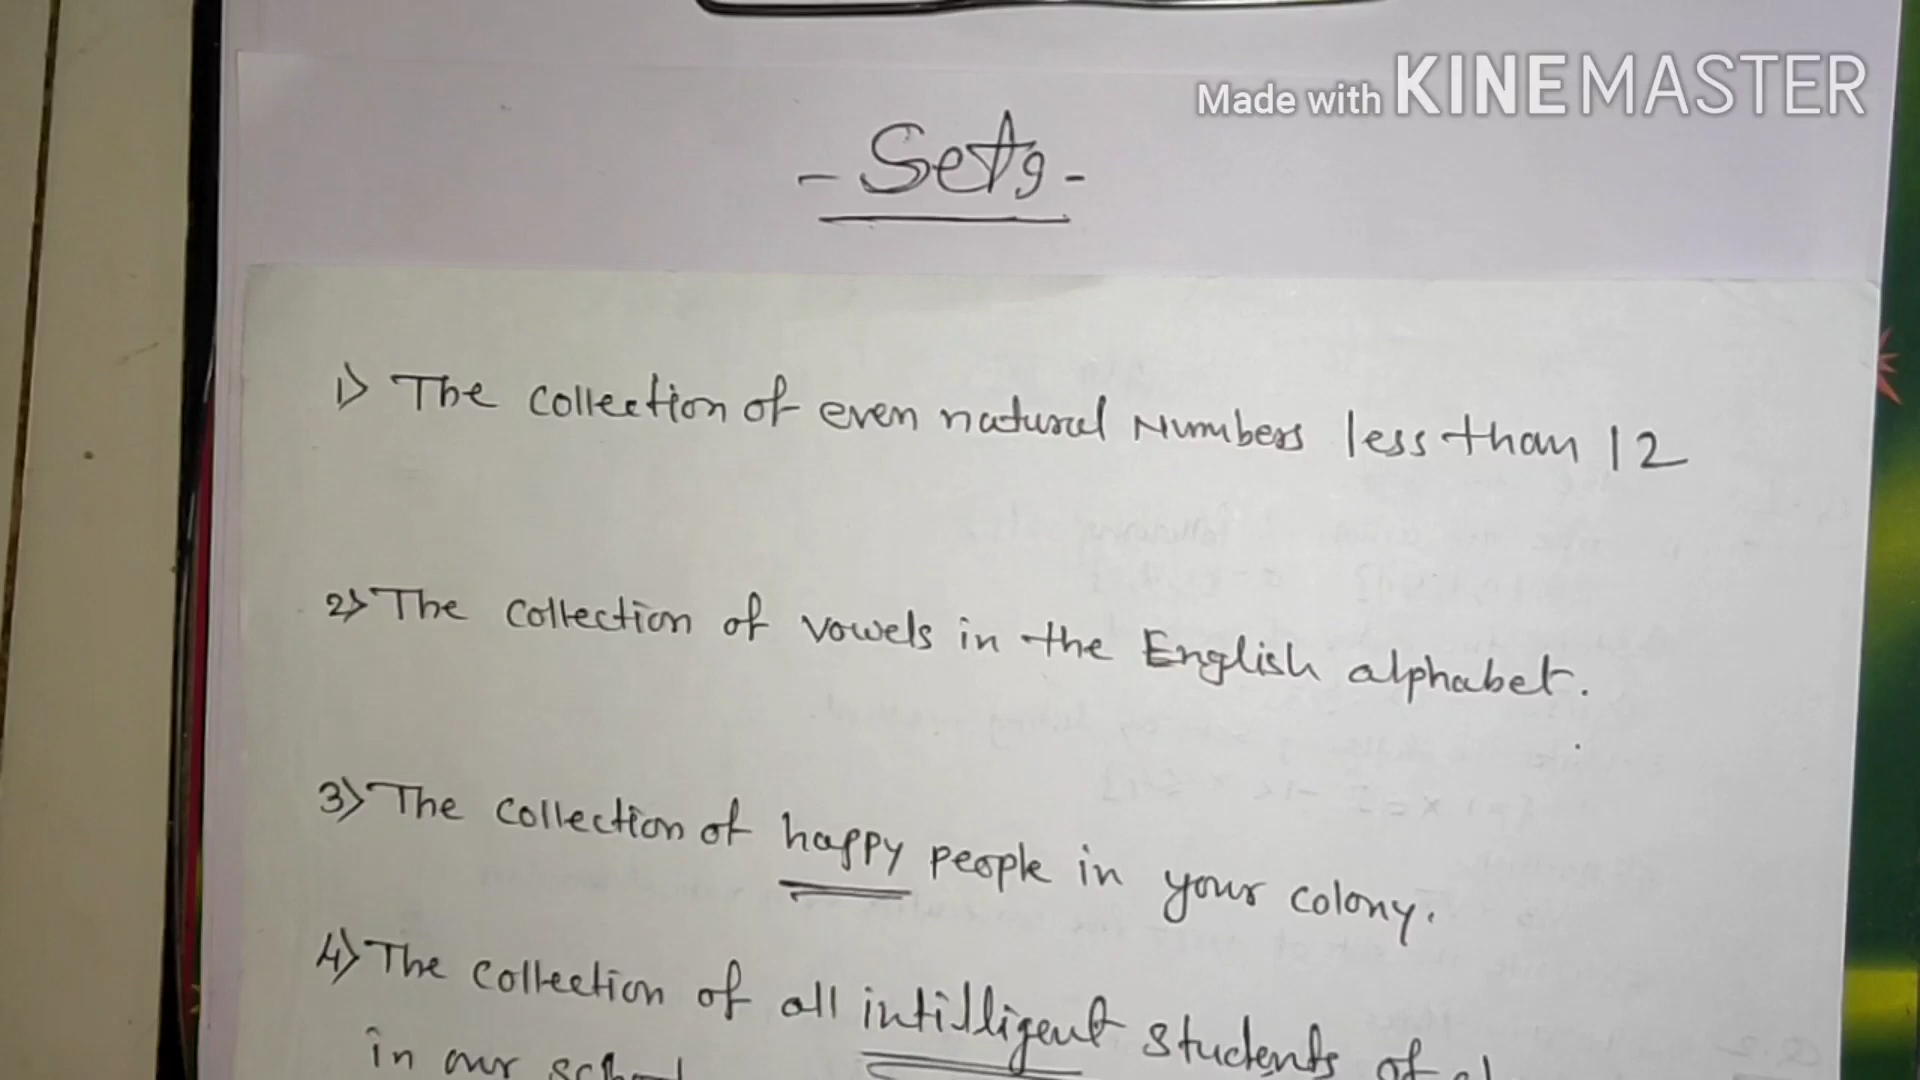 Made with KINEMASTER
- Sets -
1) The collection of even natural Numbers less than 12
2) The collection of vowels in the English alphabet.
3) The collection of happy people in your colony.
4) The collection of all intilligent students of
in our school